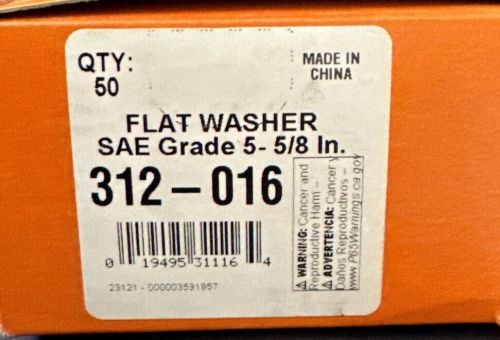 QTY:
50
MADE IN
CHINA
FLAT WASHER
SAE Grade 5- 5/8 In.
312-016
0 19495 31116 4
23121 - 000003591857
⚠ WARNING: Cancer and
Reproductive Harm –
⚠ ADVERTENCIA: Cancer y
Daños Reproductivos –
www.P65Warnings.ca.gov